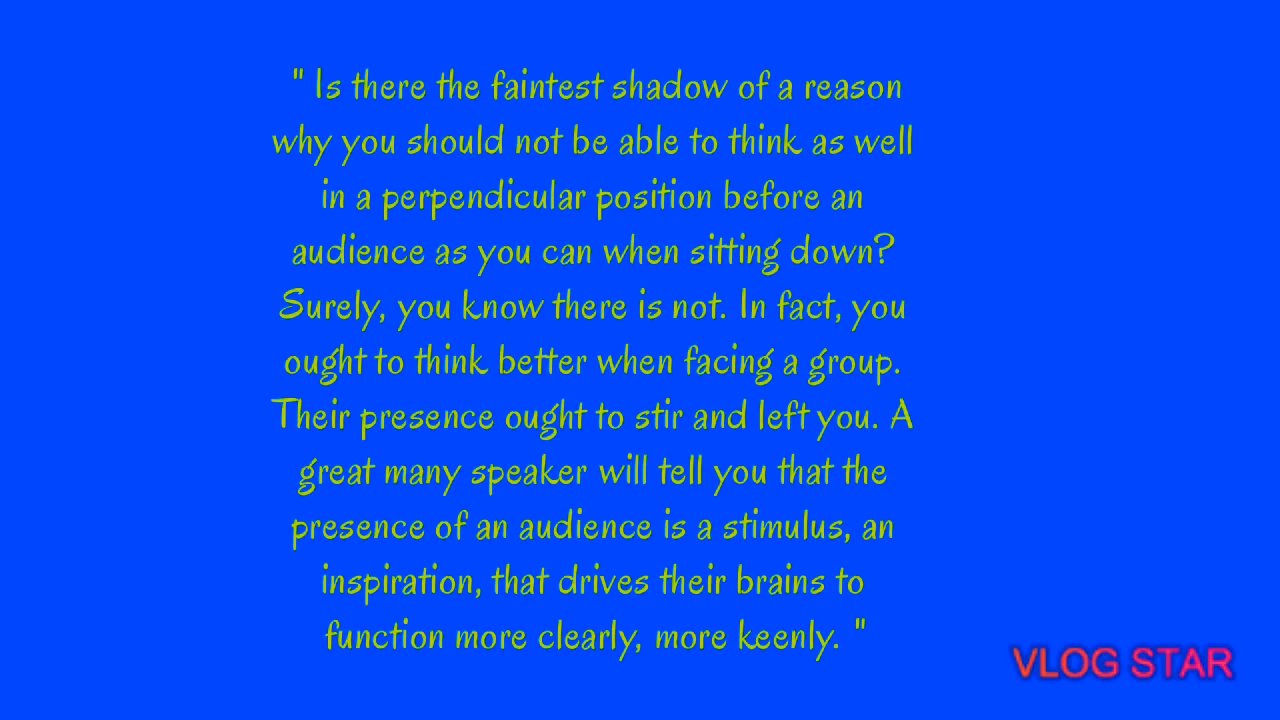 " Is there the faintest shadow of a reason
why you should not be able to think as well
in a perpendicular position before an
audience as you can when sitting down?
Surely, you know there is not. In fact, you
ought to think better when facing a group.
Their presence ought to stir and left you. A
great many speaker will tell you that the
presence of an audience is a stimulus, an
inspiration, that drives their brains to
function more clearly, more keenly. "
VLOG STAR